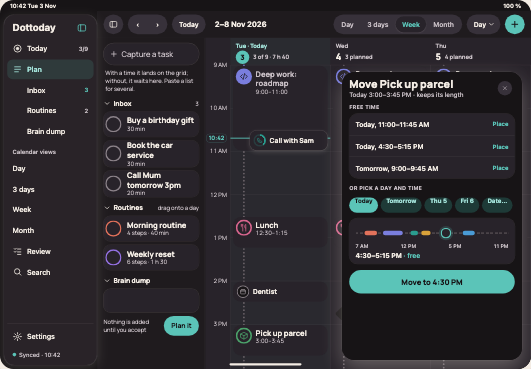 10:42 Tue 3 Nov
100 %
Dottoday
Today 3/9
Plan
Inbox 3
Routines 2
Brain dump
Calendar views
Day
3 days
Week
Month
Review
Search
Settings
Synced · 10:42
Today
2–8 Nov 2026
Day 3 days Week Month
Day
Capture a task
With a time it lands on the grid;
without, it waits here. Paste a list
for several.
Inbox 3
Buy a birthday gift
30 min
Book the car
service
30 min
Call Mum
tomorrow 3pm
20 min
Routines drag onto a day
Morning routine
4 steps · 40 min
Weekly reset
6 steps · 1 h 30
Brain dump
Nothing is added
until you accept
Plan it
Tue · Today
3 3 of 9 · 7 h 40
Wed
4 3 planned
Thu
5
9 AM
10 AM
10:42
11 AM
12 PM
1 PM
2 PM
3 PM
Deep work:
roadmap
9:00–11:00
Call with Sam
Lunch
12:30–1:15
Dentist
Pick up parcel
3:00–3:45
Move Pick up parcel
Today 3:00–3:45 PM · keeps its length
FREE TIME
Today, 11:00–11:45 AM Place
Today, 4:30–5:15 PM Place
Tomorrow, 9:00–9:45 AM Place
OR PICK A DAY AND TIME
Today Tomorrow Thu 5 Fri 6 Date...
7 AM 12 PM 5 PM 11 PM
4:30–5:15 PM · free
Move to 4:30 PM